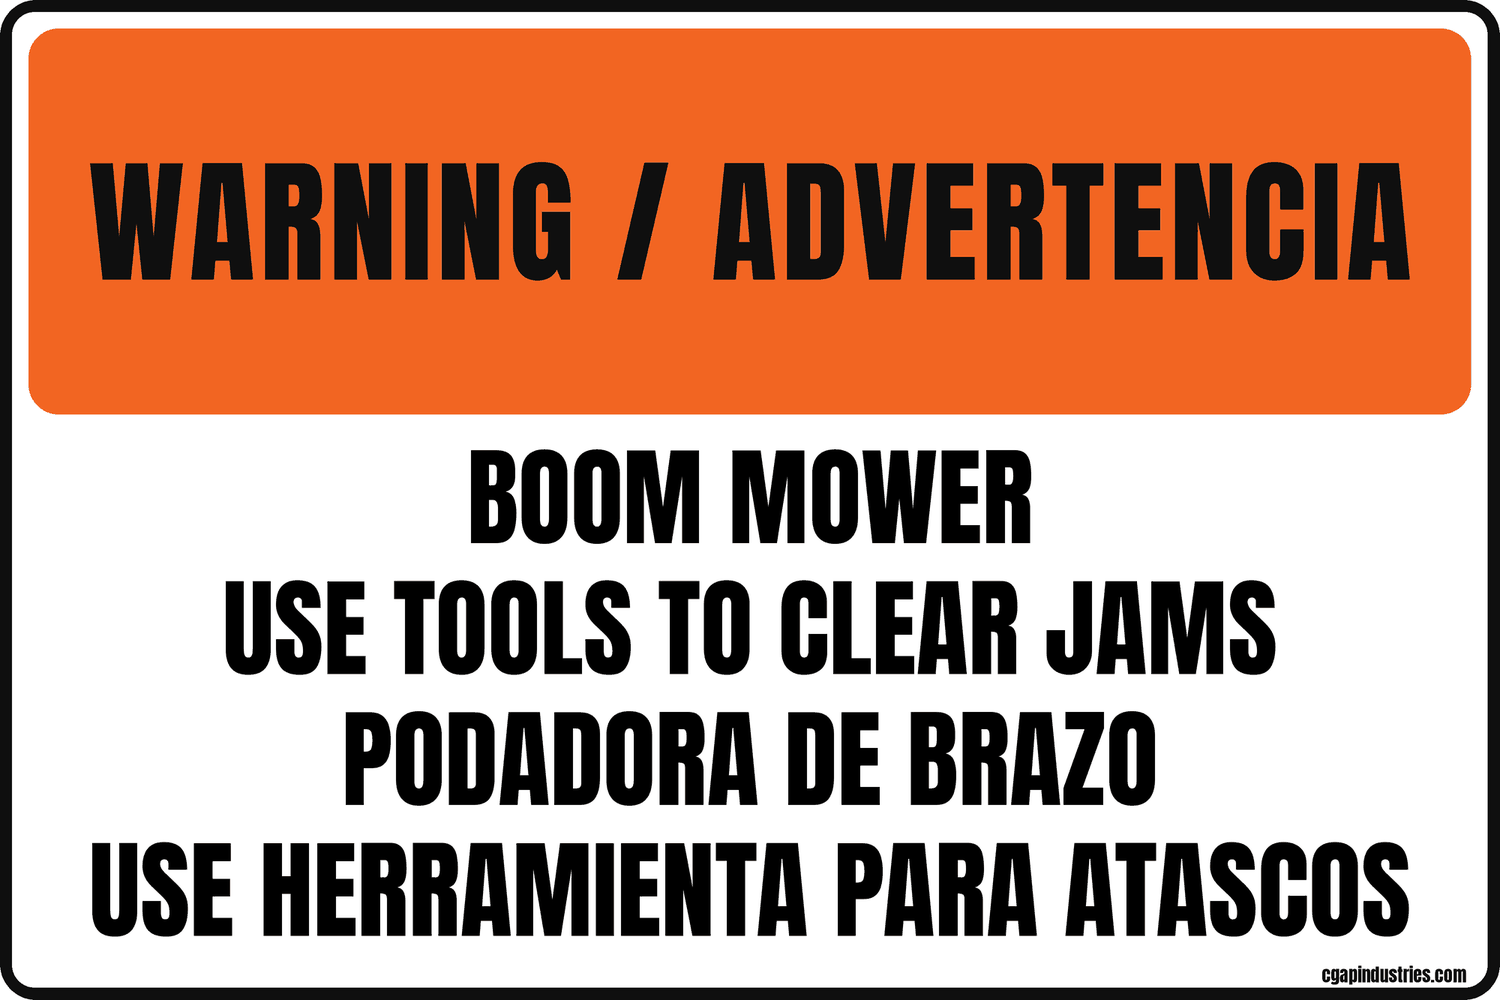 WARNING / ADVERTENCIA
BOOM MOWER
USE TOOLS TO CLEAR JAMS
PODADORA DE BRAZO
USE HERRAMIENTA PARA ATASCOS
cgapindustries.com